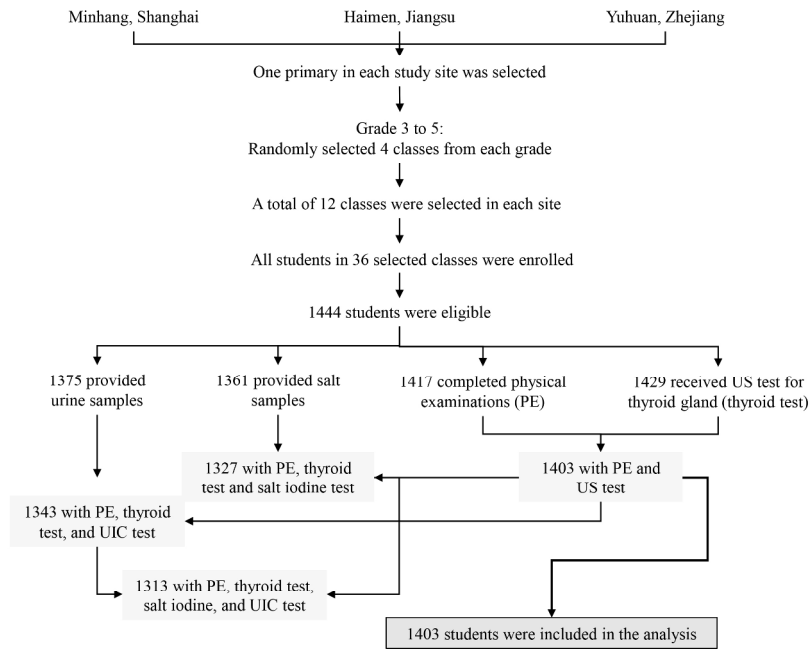 Minhang, Shanghai
Haimen, Jiangsu
Yuhuan, Zhejiang
One primary in each study site was selected
Grade 3 to 5:
Randomly selected 4 classes from each grade
A total of 12 classes were selected in each site
All students in 36 selected classes were enrolled
1444 students were eligible
1375 provided
urine samples
1361 provided salt
samples
1417 completed physical
examinations (PE)
1429 received US test for
thyroid gland (thyroid test)
1327 with PE, thyroid
test and salt iodine test
1403 with PE and
US test
1343 with PE, thyroid
test, and UIC test
1313 with PE, thyroid test,
salt iodine, and UIC test
1403 students were included in the analysis